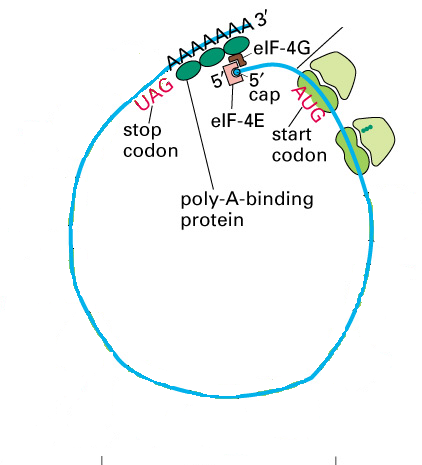 AAAAAAA 3′
eIF-4G
5′ 5′
cap
eIF-4E
UAG
stop
codon
AUG
start
codon
poly-A-binding
protein